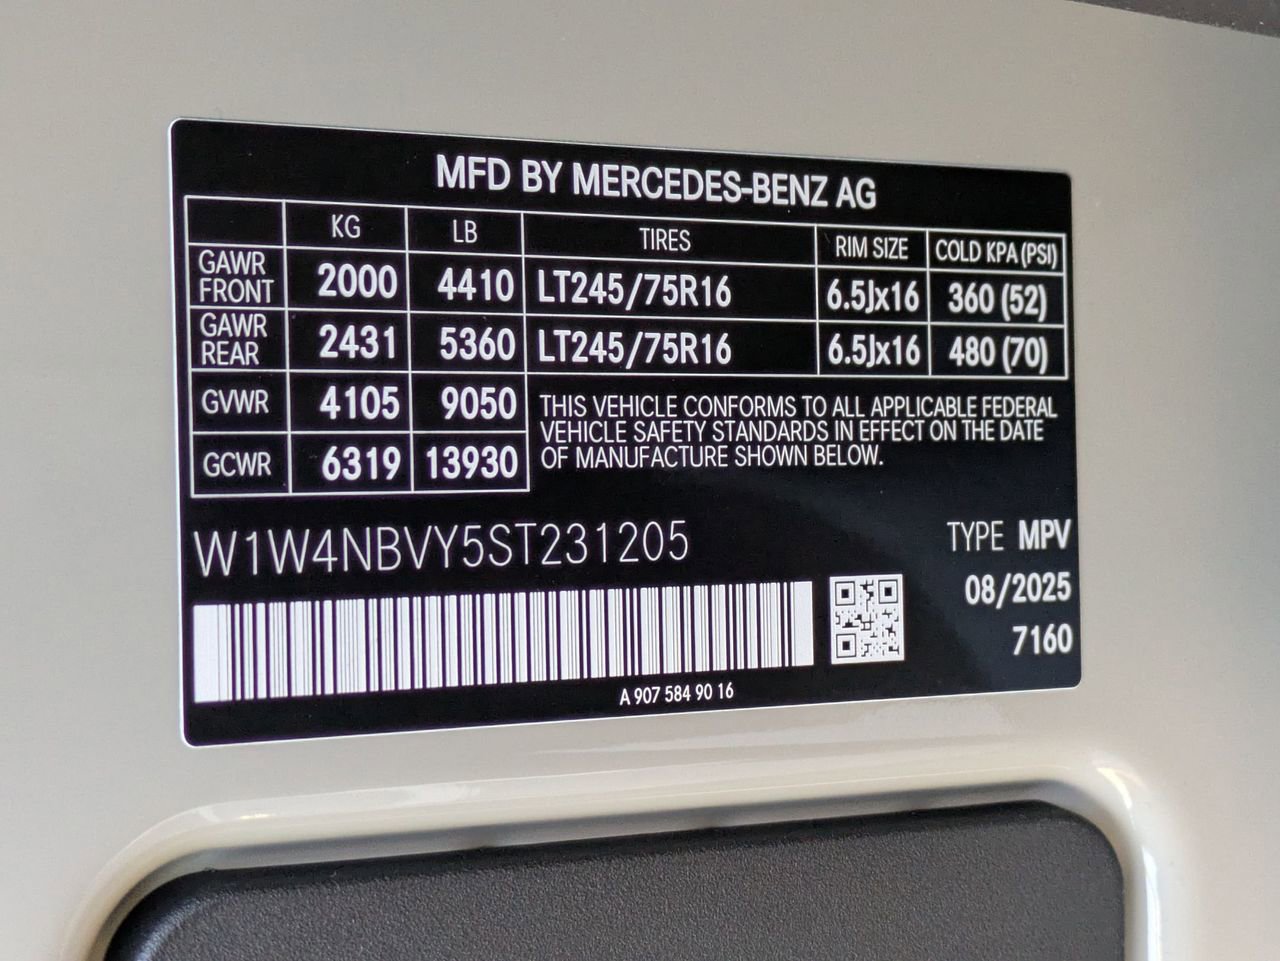 MFD BY MERCEDES-BENZ AG
KG LB TIRES RIM SIZE COLD KPA (PSI)
GAWR FRONT 2000 4410 LT245/75R16 6.5Jx16 360 (52)
GAWR REAR 2431 5360 LT245/75R16 6.5Jx16 480 (70)
GVWR 4105 9050
GCWR 6319 13930
THIS VEHICLE CONFORMS TO ALL APPLICABLE FEDERAL
VEHICLE SAFETY STANDARDS IN EFFECT ON THE DATE
OF MANUFACTURE SHOWN BELOW.
W1W4NBVY5ST231205
TYPE MPV
08/2025
7160
A 907 584 90 16